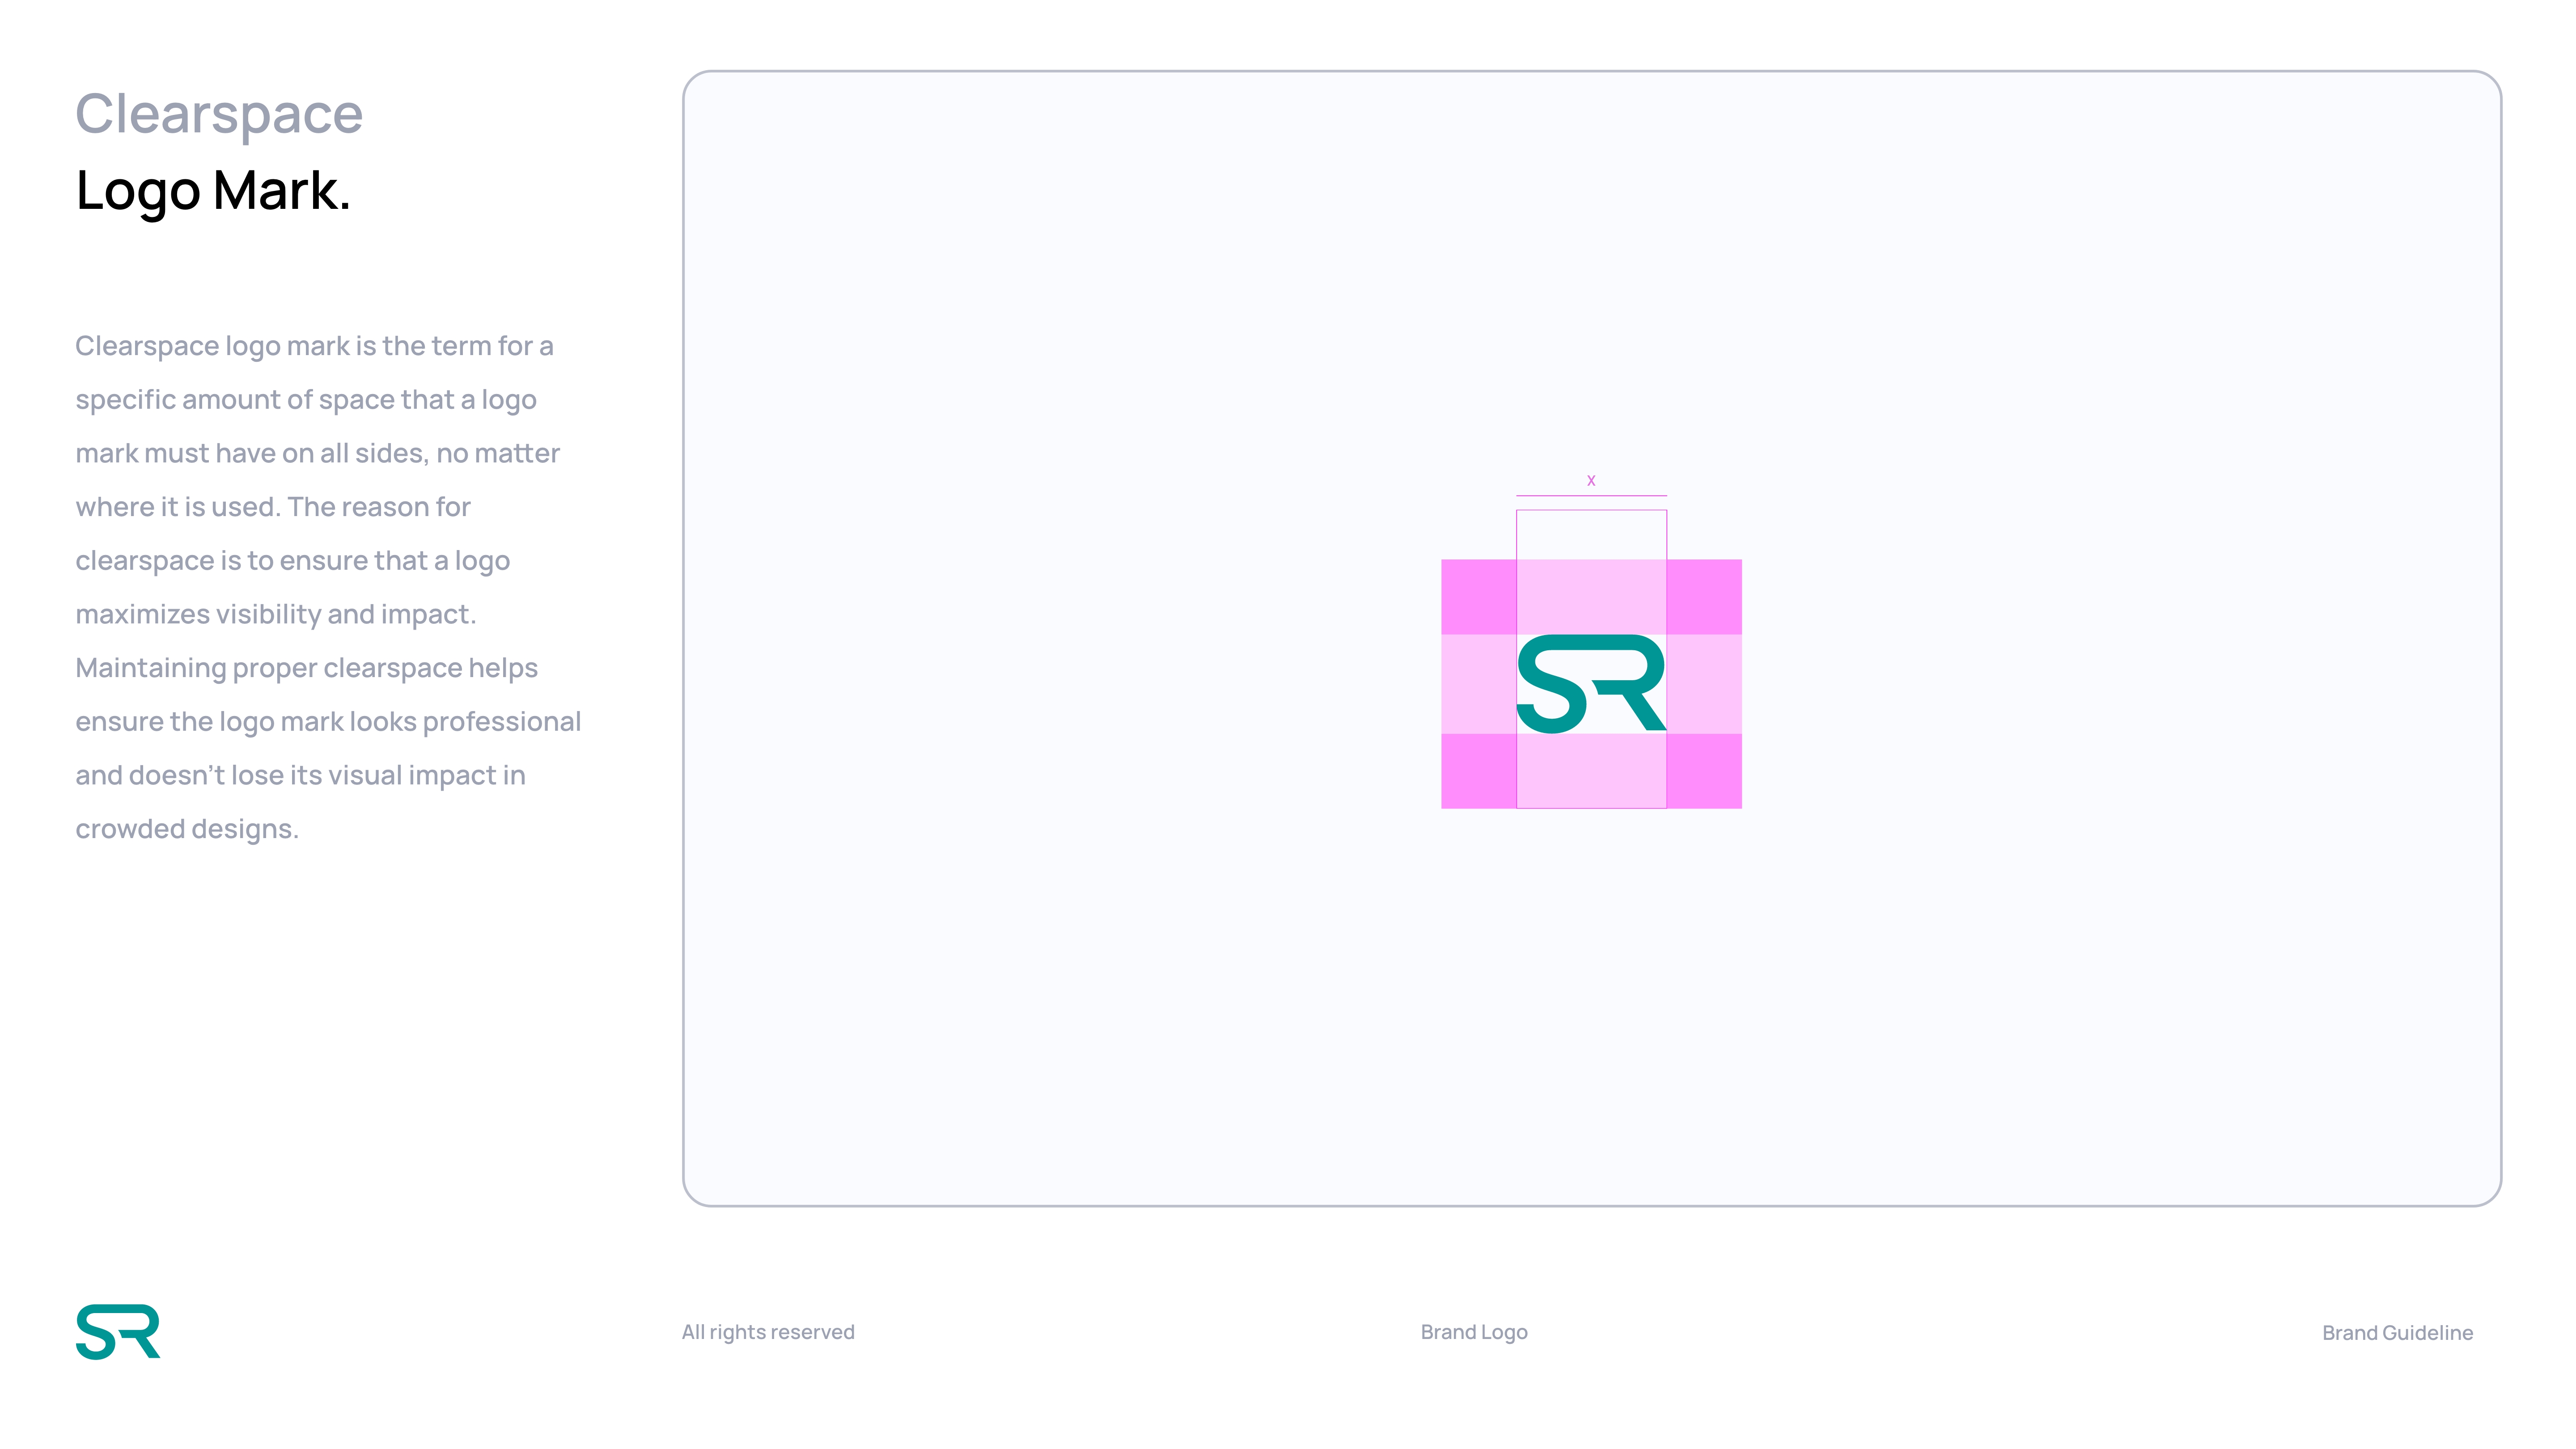 Clearspace
Logo Mark.
Clearspace logo mark is the term for a
specific amount of space that a logo
mark must have on all sides, no matter
where it is used. The reason for
clearspace is to ensure that a logo
maximizes visibility and impact.
Maintaining proper clearspace helps
ensure the logo mark looks professional
and doesn’t lose its visual impact in
crowded designs.
x
SR
SR
All rights reserved
Brand Logo
Brand Guideline